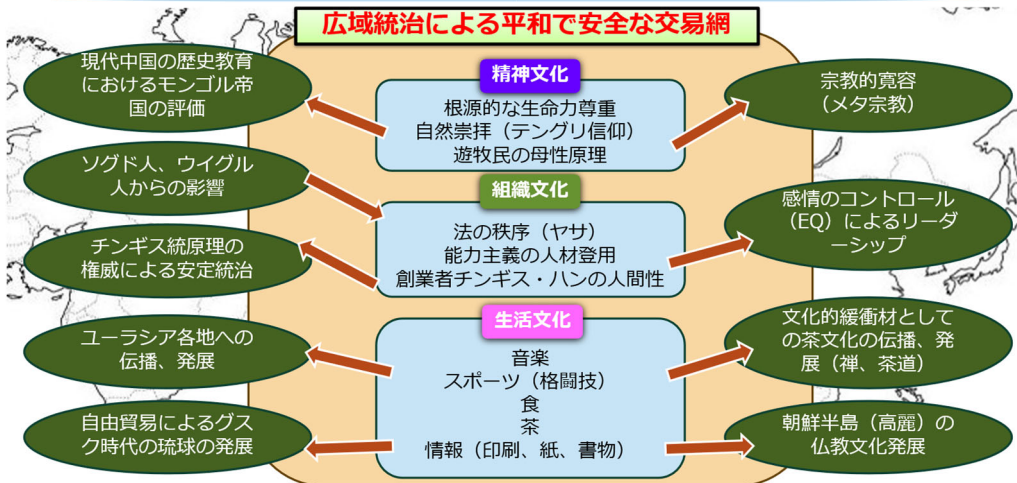 広域統治による平和で安全な交易網
現代中国の歴史教育
におけるモンゴル帝
国の評価
精神文化
根源的な生命力尊重
自然崇拝（テングリ信仰）
遊牧民の母性原理
宗教的寛容
（メタ宗教）
ソグド人、ウイグル
人からの影響
組織文化
法の秩序（ヤサ）
能力主義の人材登用
創業者チンギス・ハンの人間性
感情のコントロール
（EQ）によるリーダ
ーシップ
チンギス統原理の
権威による安定統治
生活文化
音楽
スポーツ（格闘技）
食
茶
情報（印刷、紙、書物）
ユーラシア各地への
伝播、発展
文化的緩衝材として
の茶文化の伝播、発
展（禅、茶道）
自由貿易によるグス
ク時代の琉球の発展
朝鮮半島（高麗）の
仏教文化発展